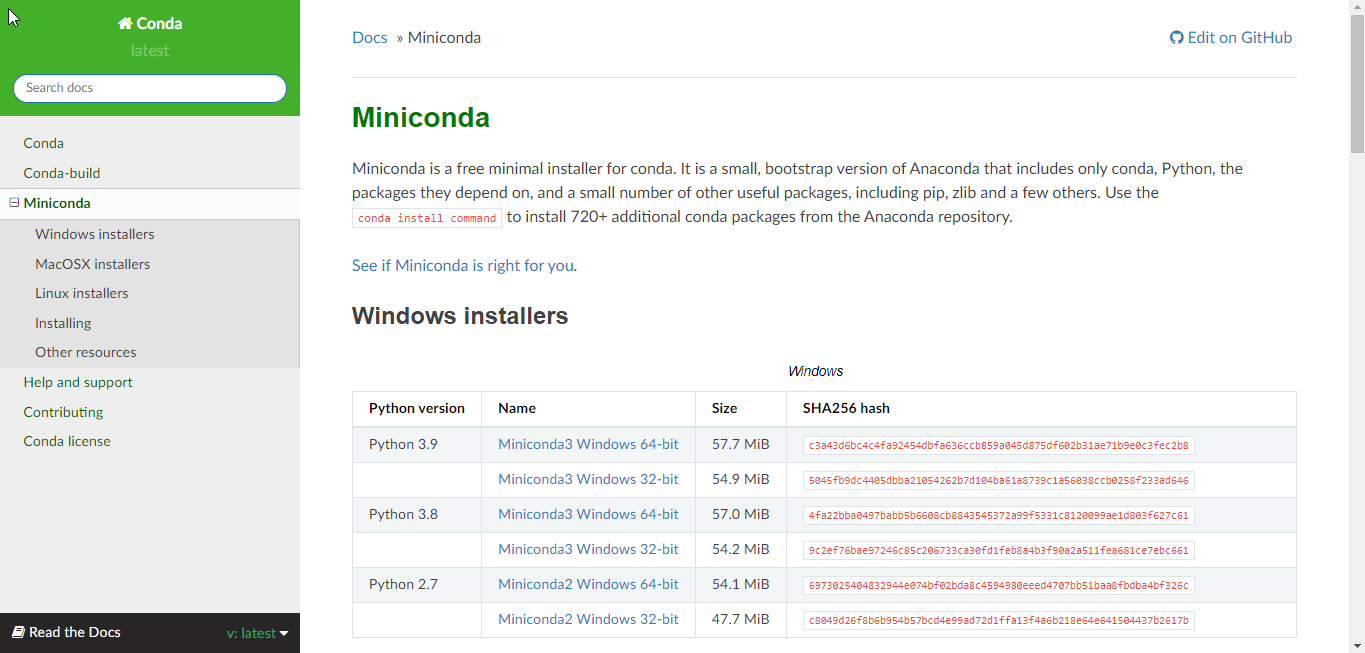 Conda
latest
Search docs
Conda
Conda-build
Miniconda
Windows installers
MacOSX installers
Linux installers
Installing
Other resources
Help and support
Contributing
Conda license
Read the Docs
v: latest
Docs » Miniconda
Edit on GitHub
Miniconda
Miniconda is a free minimal installer for conda. It is a small, bootstrap version of Anaconda that includes only conda, Python, the
packages they depend on, and a small number of other useful packages, including pip, zlib and a few others. Use the
conda install command to install 720+ additional conda packages from the Anaconda repository.
See if Miniconda is right for you.
Windows installers
Windows
Python version Name Size SHA256 hash
Python 3.9 Miniconda3 Windows 64-bit 57.7 MiB c3a43d6bc4c4fa92454dbfa636ccb859a045d875df602b31ae71b9e0c3fec2b8
Miniconda3 Windows 32-bit 54.9 MiB 5045fb9dc4405dbba21054262b7d104ba61a8739c1a56038ccb0258f233ad646
Python 3.8 Miniconda3 Windows 64-bit 57.0 MiB 4fa22bba0497babb5b6608cb8843545372a99f5331c8120099ae1d803f627c61
Miniconda3 Windows 32-bit 54.2 MiB 9c2ef76bae97246c85c206733ca30fd1feb8a4b3f90a2a511fea681ce7ebc661
Python 2.7 Miniconda2 Windows 64-bit 54.1 MiB 6973025404832944e074bf02bda8c4594980eeed4707bb51baa8fbdba4bf326c
Miniconda2 Windows 32-bit 47.7 MiB c8049d26f8b6b954b57bcd4e99ad72d1ffa13f4a6b218e64e641504437b2617b